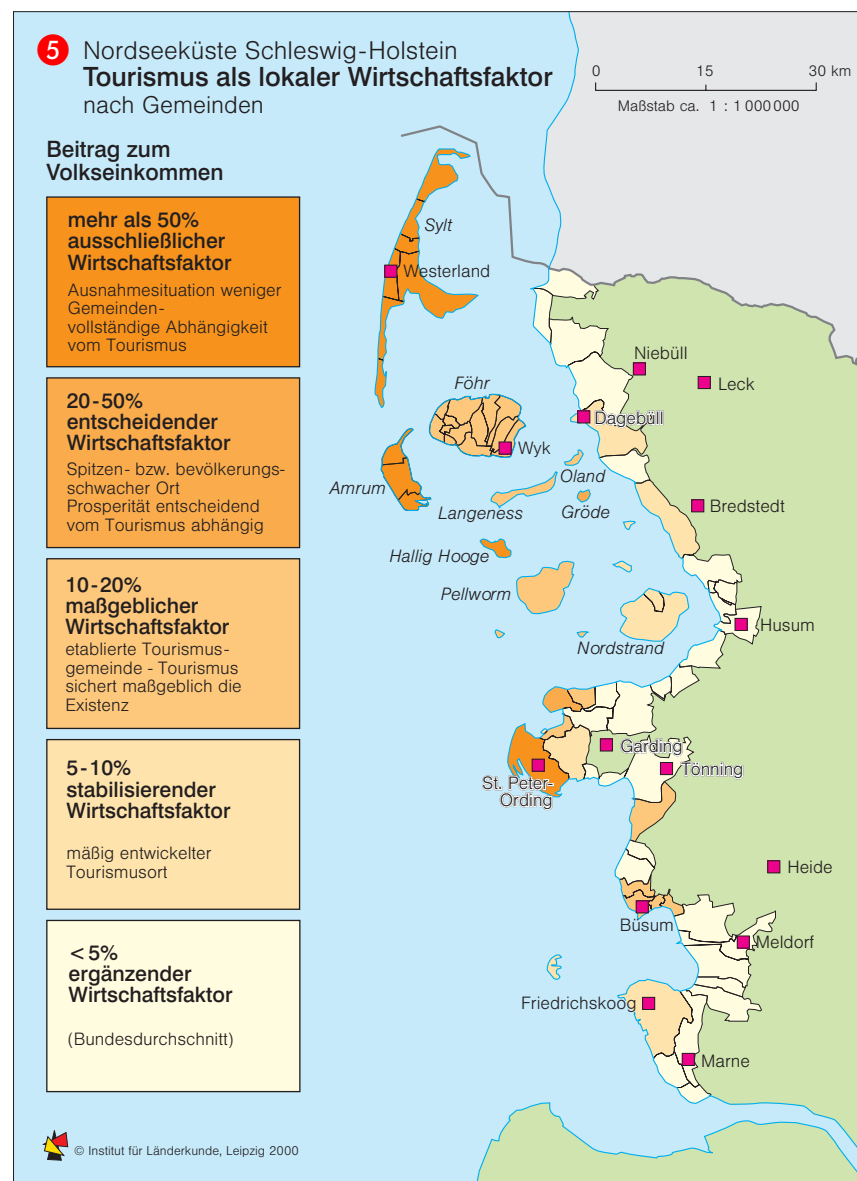 5 Nordseeküste Schleswig-Holstein
Tourismus als lokaler Wirtschaftsfaktor
nach Gemeinden
0 15 30 km
Maßstab ca. 1 : 1 000 000
Beitrag zum
Volkseinkommen
mehr als 50%
ausschließlicher
Wirtschaftsfaktor
Ausnahmesituation weniger
Gemeinden-
vollständige Abhängigkeit
vom Tourismus
20-50%
entscheidender
Wirtschaftsfaktor
Spitzen- bzw. bevölkerungs-
schwacher Ort
Prosperität entscheidend
vom Tourismus abhängig
10-20%
maßgeblicher
Wirtschaftsfaktor
etablierte Tourismus-
gemeinde - Tourismus
sichert maßgeblich die
Existenz
5-10%
stabilisierender
Wirtschaftsfaktor
mäßig entwickelter
Tourismusort
<5%
ergänzender
Wirtschaftsfaktor
(Bundesdurchschnitt)
Sylt
Westerland
Niebüll
Leck
Föhr
Dagebüll
Wyk
Oland
Amrum
Langeness
Gröde
Bredstedt
Hallig Hooge
Pellworm
Husum
Nordstrand
Garding
Tönning
St. Peter-
Ording
Heide
Büsum
Meldorf
Friedrichskoog
Marne
© Institut für Länderkunde, Leipzig 2000